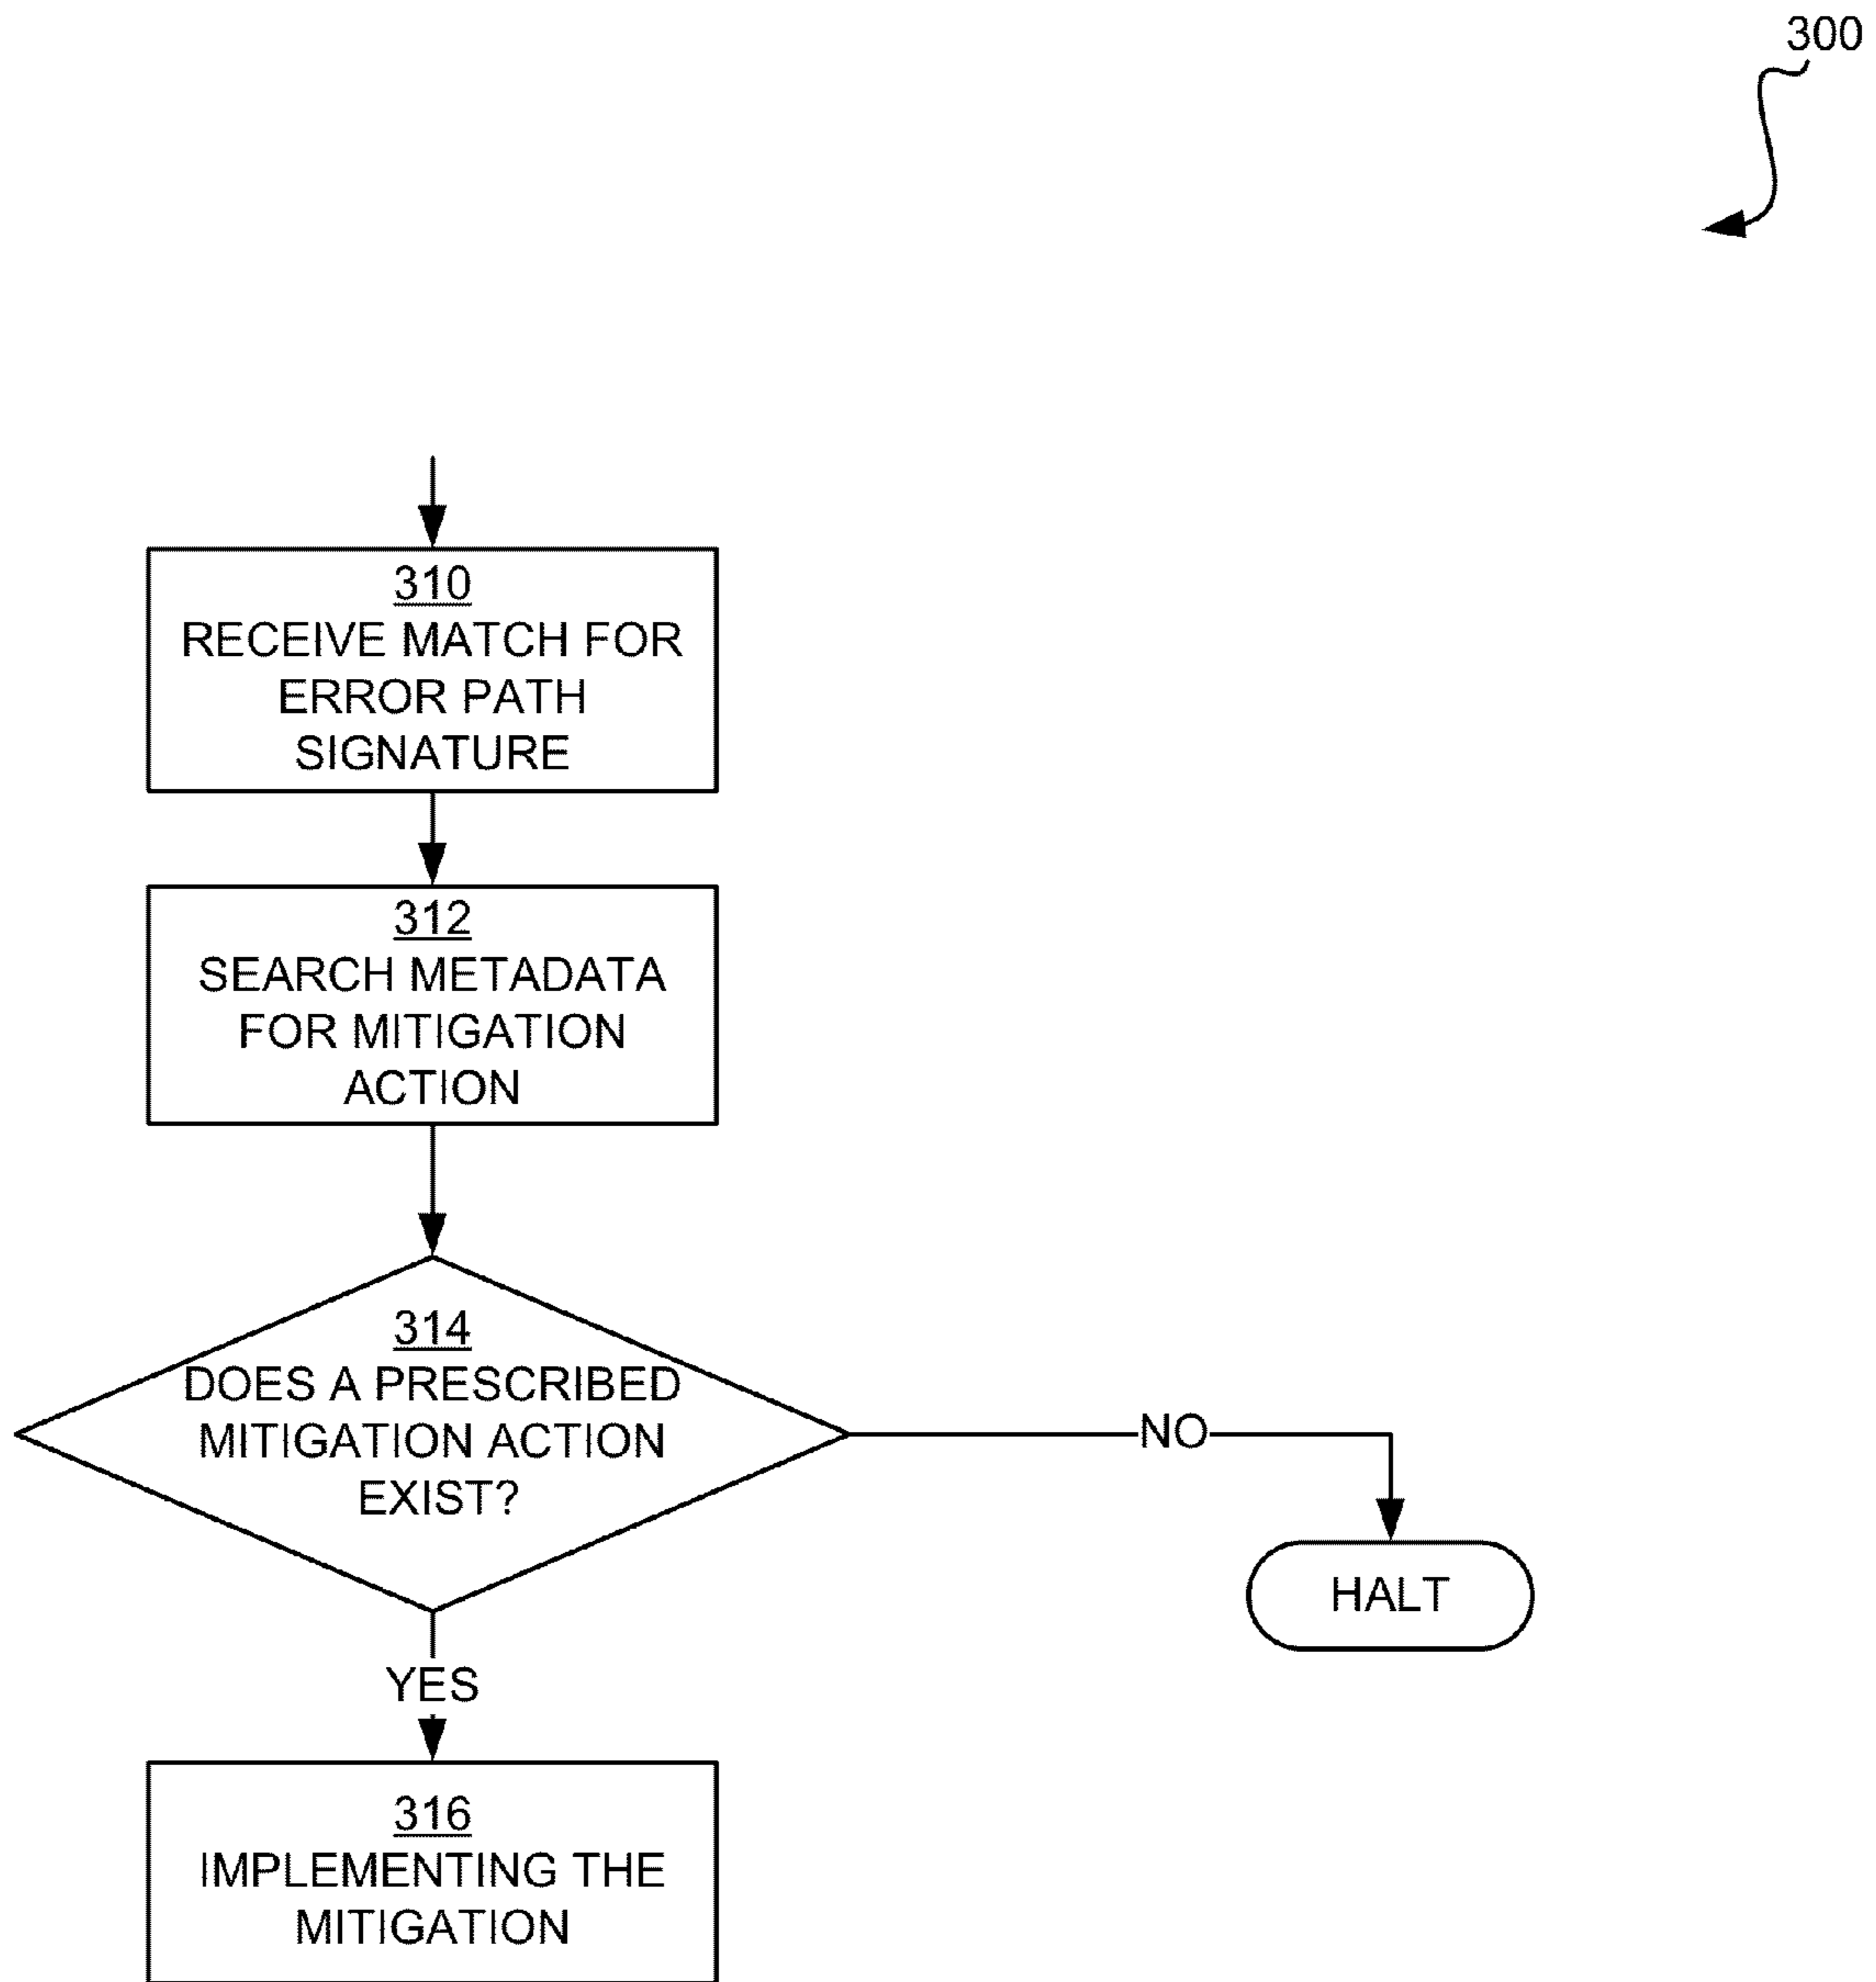 300
310
RECEIVE MATCH FOR
ERROR PATH
SIGNATURE
312
SEARCH METADATA
FOR MITIGATION
ACTION
314
DOES A PRESCRIBED
MITIGATION ACTION
EXIST?
NO
HALT
YES
316
IMPLEMENTING THE
MITIGATION